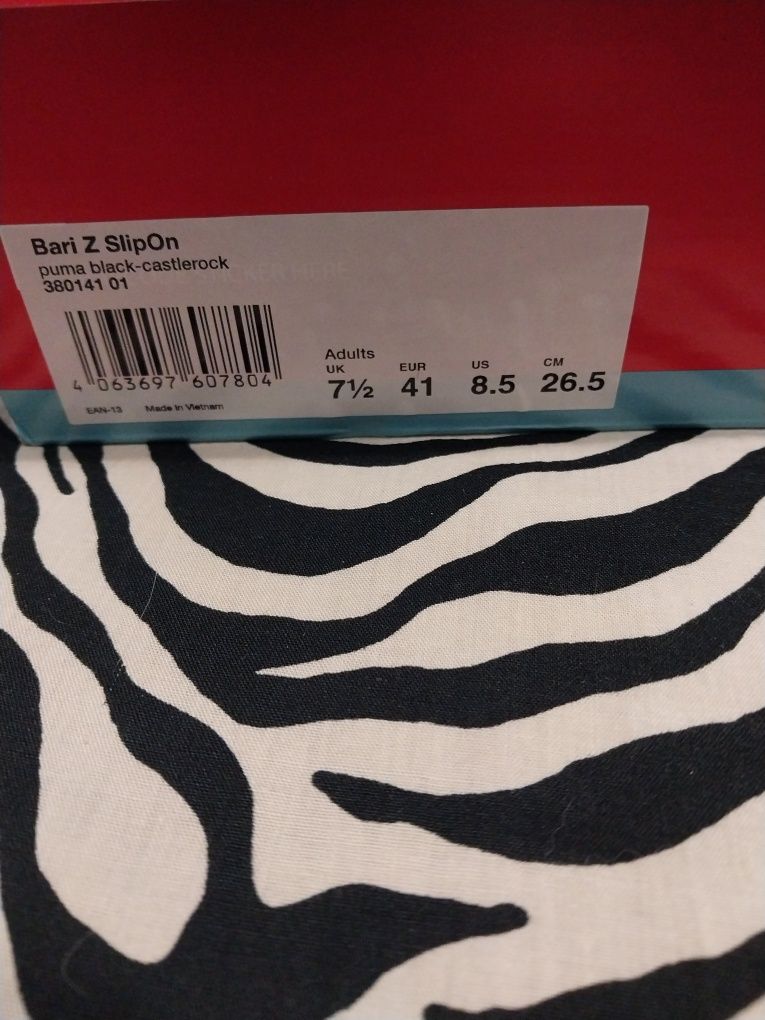 Bari Z SlipOn
puma black-castlerock
380141 01
4 063697 607804
EAN-13 Made in Vietnam
Adults
UK EUR US CM
7½ 41 8.5 26.5